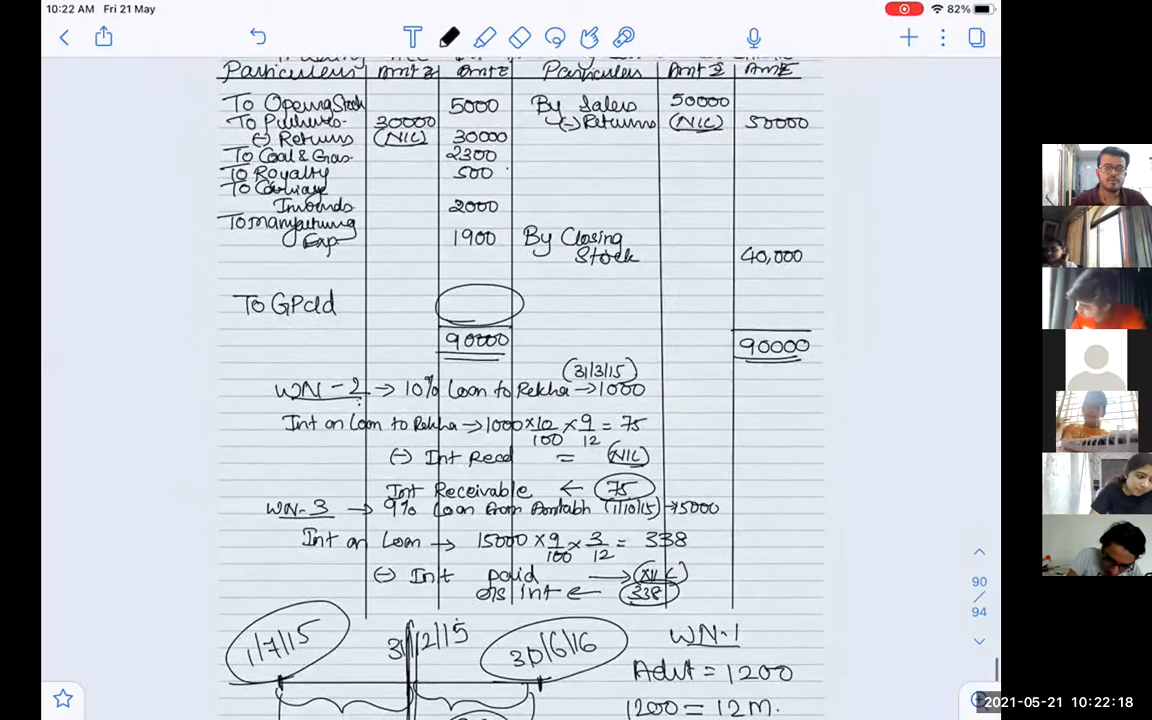 10:22 AM Fri 21 May 82%
Particulars Amt ₹ Amt ₹ Particulars Amt ₹ Amt ₹
To Opening Stock 5000 By Sales 50000
To Purchases 30000 (-) Returns (NIL) 50000
(-) Returns (NIL) 30000
To Coal & Gas 2300
To Royalty 500
To Carriage
Inwards 2000
To Manufacturing
Exp 1900 By Closing
Stock 40,000
To GP c/d
90000 90000
(31/3/15)
WN-2 → 10% Loan to Rekha → 1000
Int on Loan to Rekha → 1000 × 10/100 × 9/12 = 75
(-) Int Recd = (NIL)
Int Receivable ← 75
WN-3 → 9% Loan from (1/10/15) → 5000
Int on Loan → 15000 × 9/100 × 3/12 = 338
(-) Int paid → (NIL)
o/s Int ← 338
1/7/15 31/12/15 30/6/16 WN-1
Advt = 1200
1200 = 12 M.
90
/
94
2021-05-21 10:22:18